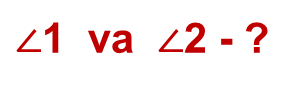 ∠1 va ∠2 - ?